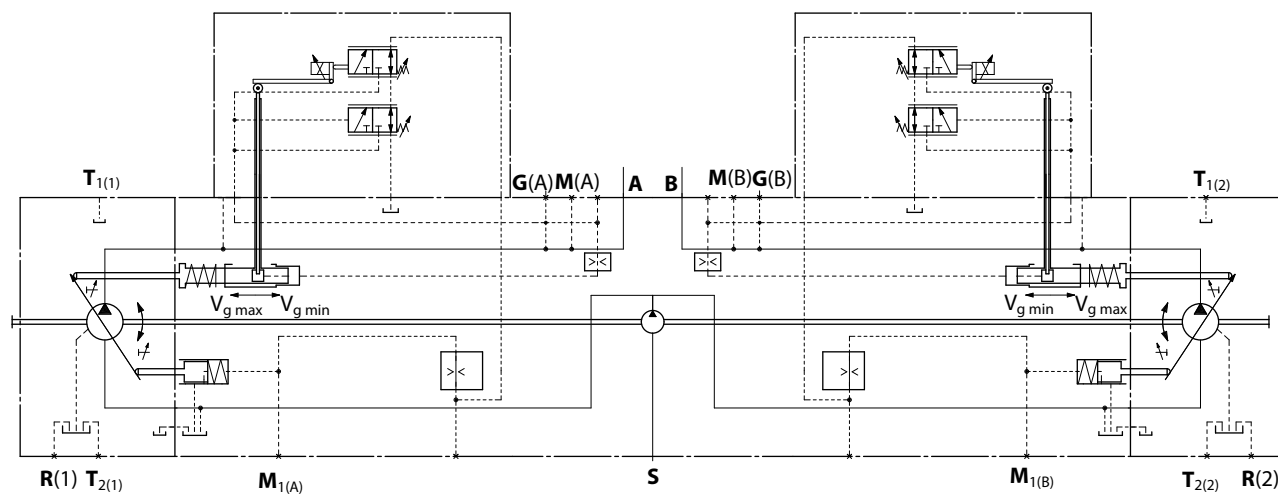 T1(1) G(A) M(A) A B M(B) G(B) T1(2)
Vg max Vg min Vg min Vg max
R(1) T2(1) M1(A) S M1(B) T2(2) R(2)